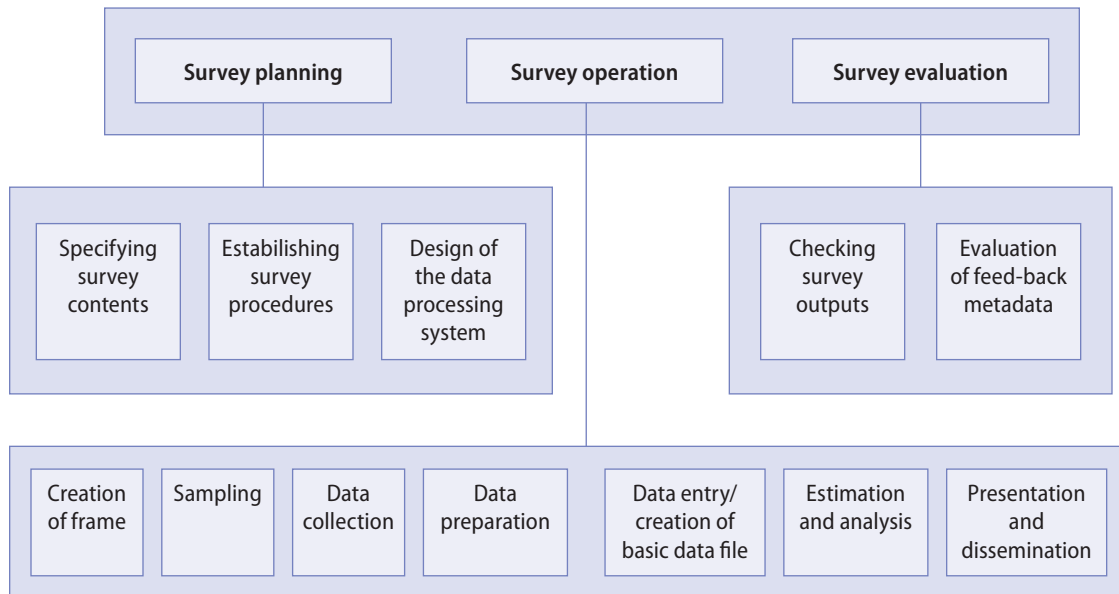 Survey planning
Survey operation
Survey evaluation
Specifying
survey
contents
Estabilishing
survey
procedures
Design of
the data
processing
system
Checking
survey
outputs
Evaluation
of feed-back
metadata
Creation
of frame
Sampling
Data
collection
Data
preparation
Data entry/
creation of
basic data file
Estimation
and analysis
Presentation
and
dissemination